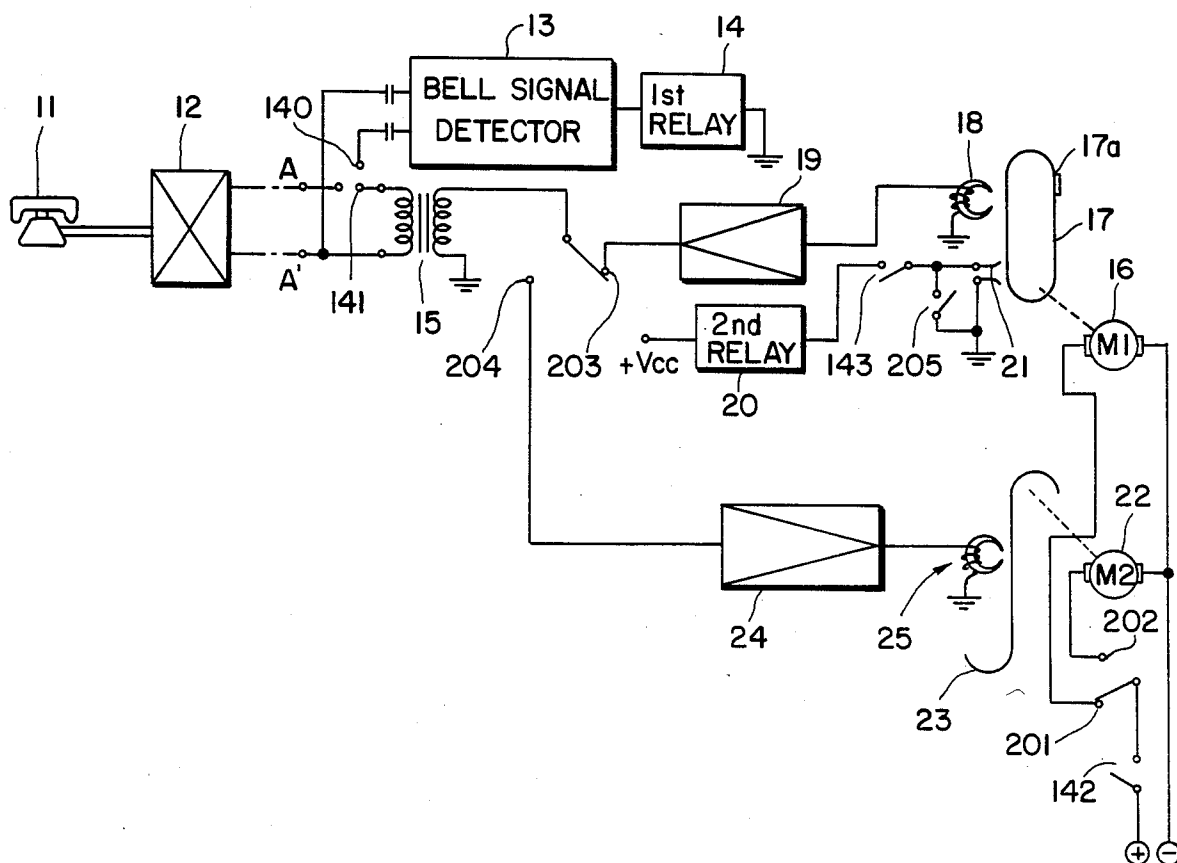 13
14
BELL SIGNAL
DETECTOR
1st
RELAY
140
11
12
18
17a
19
A
A'
141
15
17
16
M1
204
203
+Vcc
2nd
RELAY
20
143
205
21
22
M2
24
25
202
23
201
142
+
−